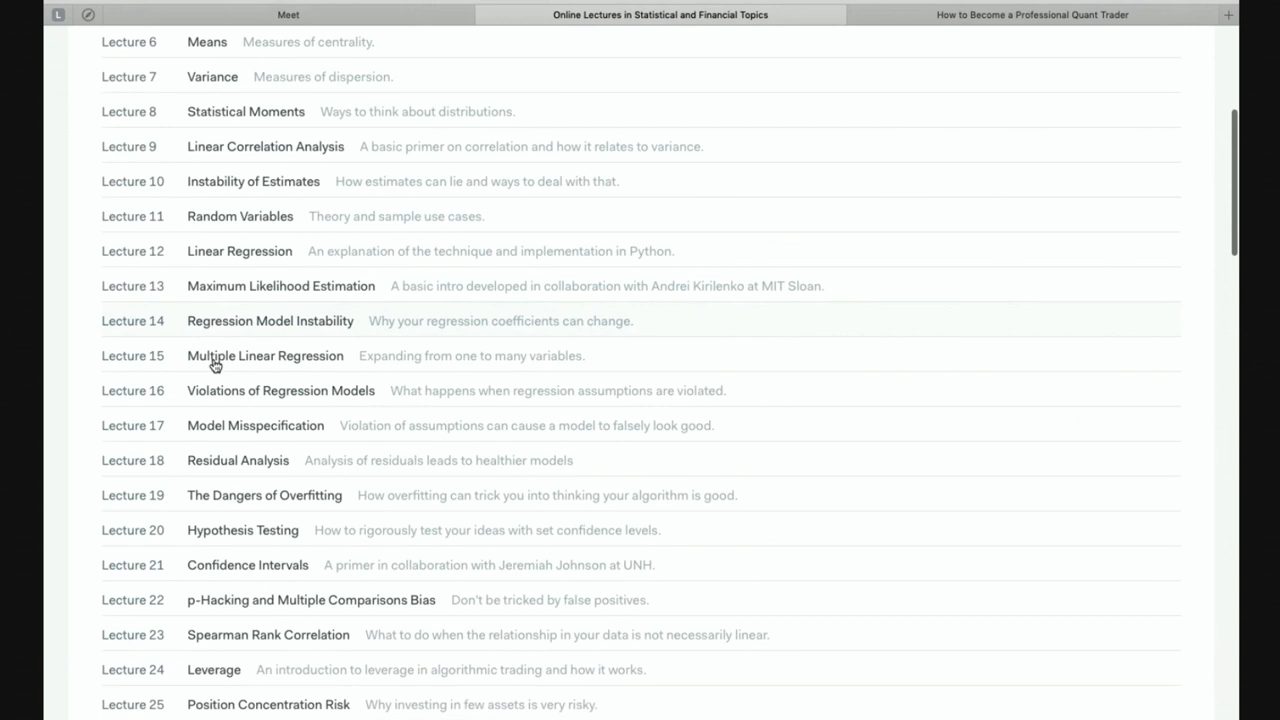 L Meet Online Lectures in Statistical and Financial Topics How to Become a Professional Quant Trader +
Lecture 6 Means Measures of centrality.
Lecture 7 Variance Measures of dispersion.
Lecture 8 Statistical Moments Ways to think about distributions.
Lecture 9 Linear Correlation Analysis A basic primer on correlation and how it relates to variance.
Lecture 10 Instability of Estimates How estimates can lie and ways to deal with that.
Lecture 11 Random Variables Theory and sample use cases.
Lecture 12 Linear Regression An explanation of the technique and implementation in Python.
Lecture 13 Maximum Likelihood Estimation A basic intro developed in collaboration with Andrei Kirilenko at MIT Sloan.
Lecture 14 Regression Model Instability Why your regression coefficients can change.
Lecture 15 Multiple Linear Regression Expanding from one to many variables.
Lecture 16 Violations of Regression Models What happens when regression assumptions are violated.
Lecture 17 Model Misspecification Violation of assumptions can cause a model to falsely look good.
Lecture 18 Residual Analysis Analysis of residuals leads to healthier models
Lecture 19 The Dangers of Overfitting How overfitting can trick you into thinking your algorithm is good.
Lecture 20 Hypothesis Testing How to rigorously test your ideas with set confidence levels.
Lecture 21 Confidence Intervals A primer in collaboration with Jeremiah Johnson at UNH.
Lecture 22 p-Hacking and Multiple Comparisons Bias Don't be tricked by false positives.
Lecture 23 Spearman Rank Correlation What to do when the relationship in your data is not necessarily linear.
Lecture 24 Leverage An introduction to leverage in algorithmic trading and how it works.
Lecture 25 Position Concentration Risk Why investing in few assets is very risky.